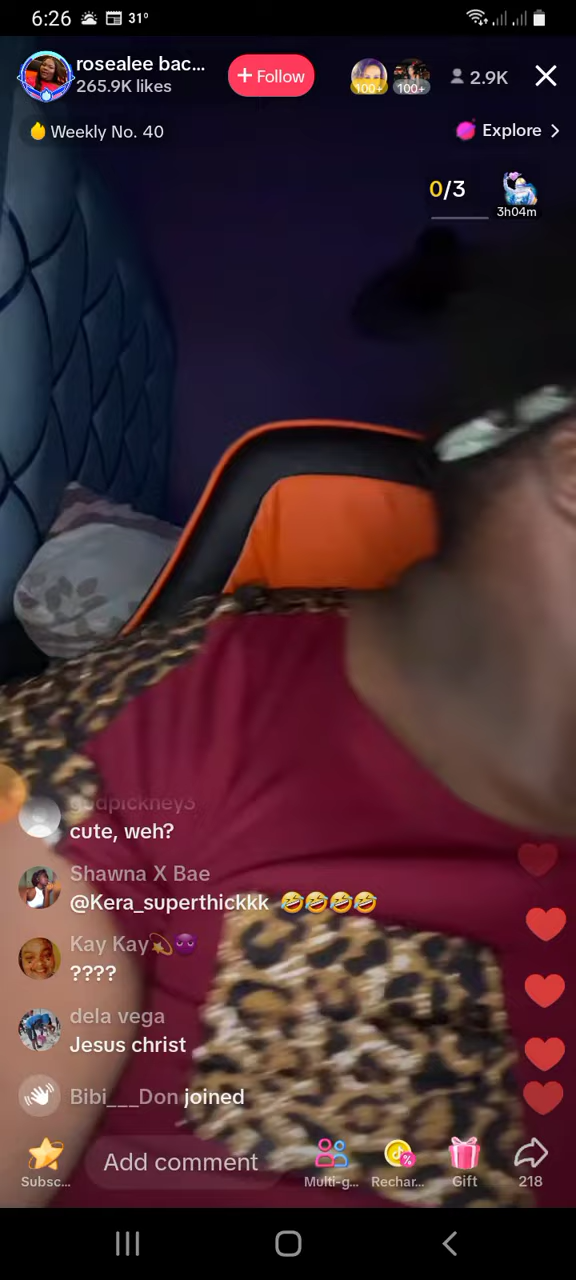 6:26 31°
rosealee bac...
265.9K likes
+ Follow
100+ 100+
2.9K
Weekly No. 40
Explore >
0/3
3h04m
cute, weh?
Shawna X Bae
@Kera_superthickkk 🤣🤣🤣🤣
Kay Kay💫😈
????
dela vega
Jesus christ
Bibi___Don joined
Add comment
Subsc... Multi-g... Rechar... Gift 218